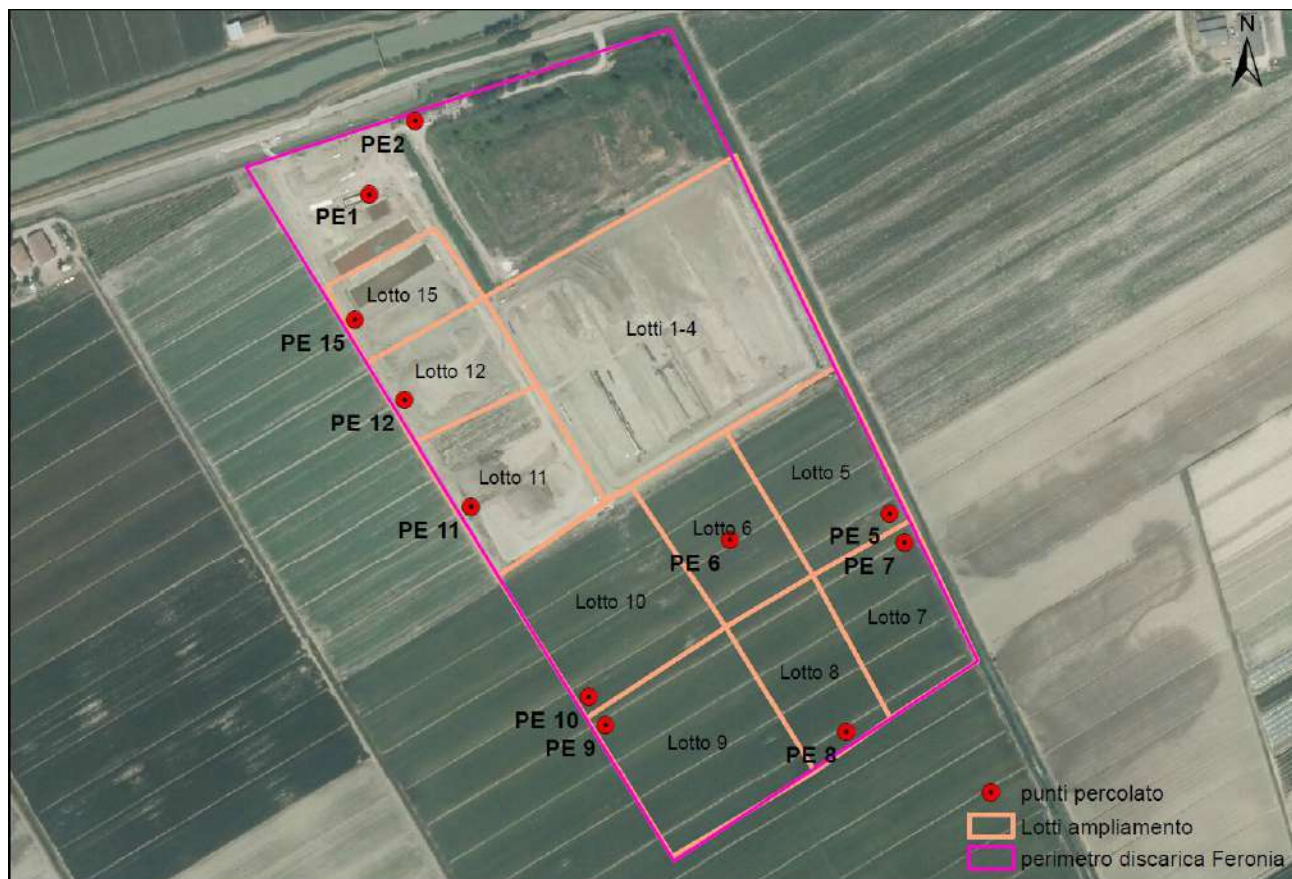 N
PE2
PE1
Lotto 15
Lotti 1-4
PE 15
Lotto 12
PE 12
Lotto 11
Lotto 5
PE 11
PE 5
Lotto 6
PE 6
PE 7
Lotto 10
Lotto 7
Lotto 8
PE 10
PE 9
Lotto 9
PE 8
punti percolato
Lotti ampliamento
perimetro discarica Feronia